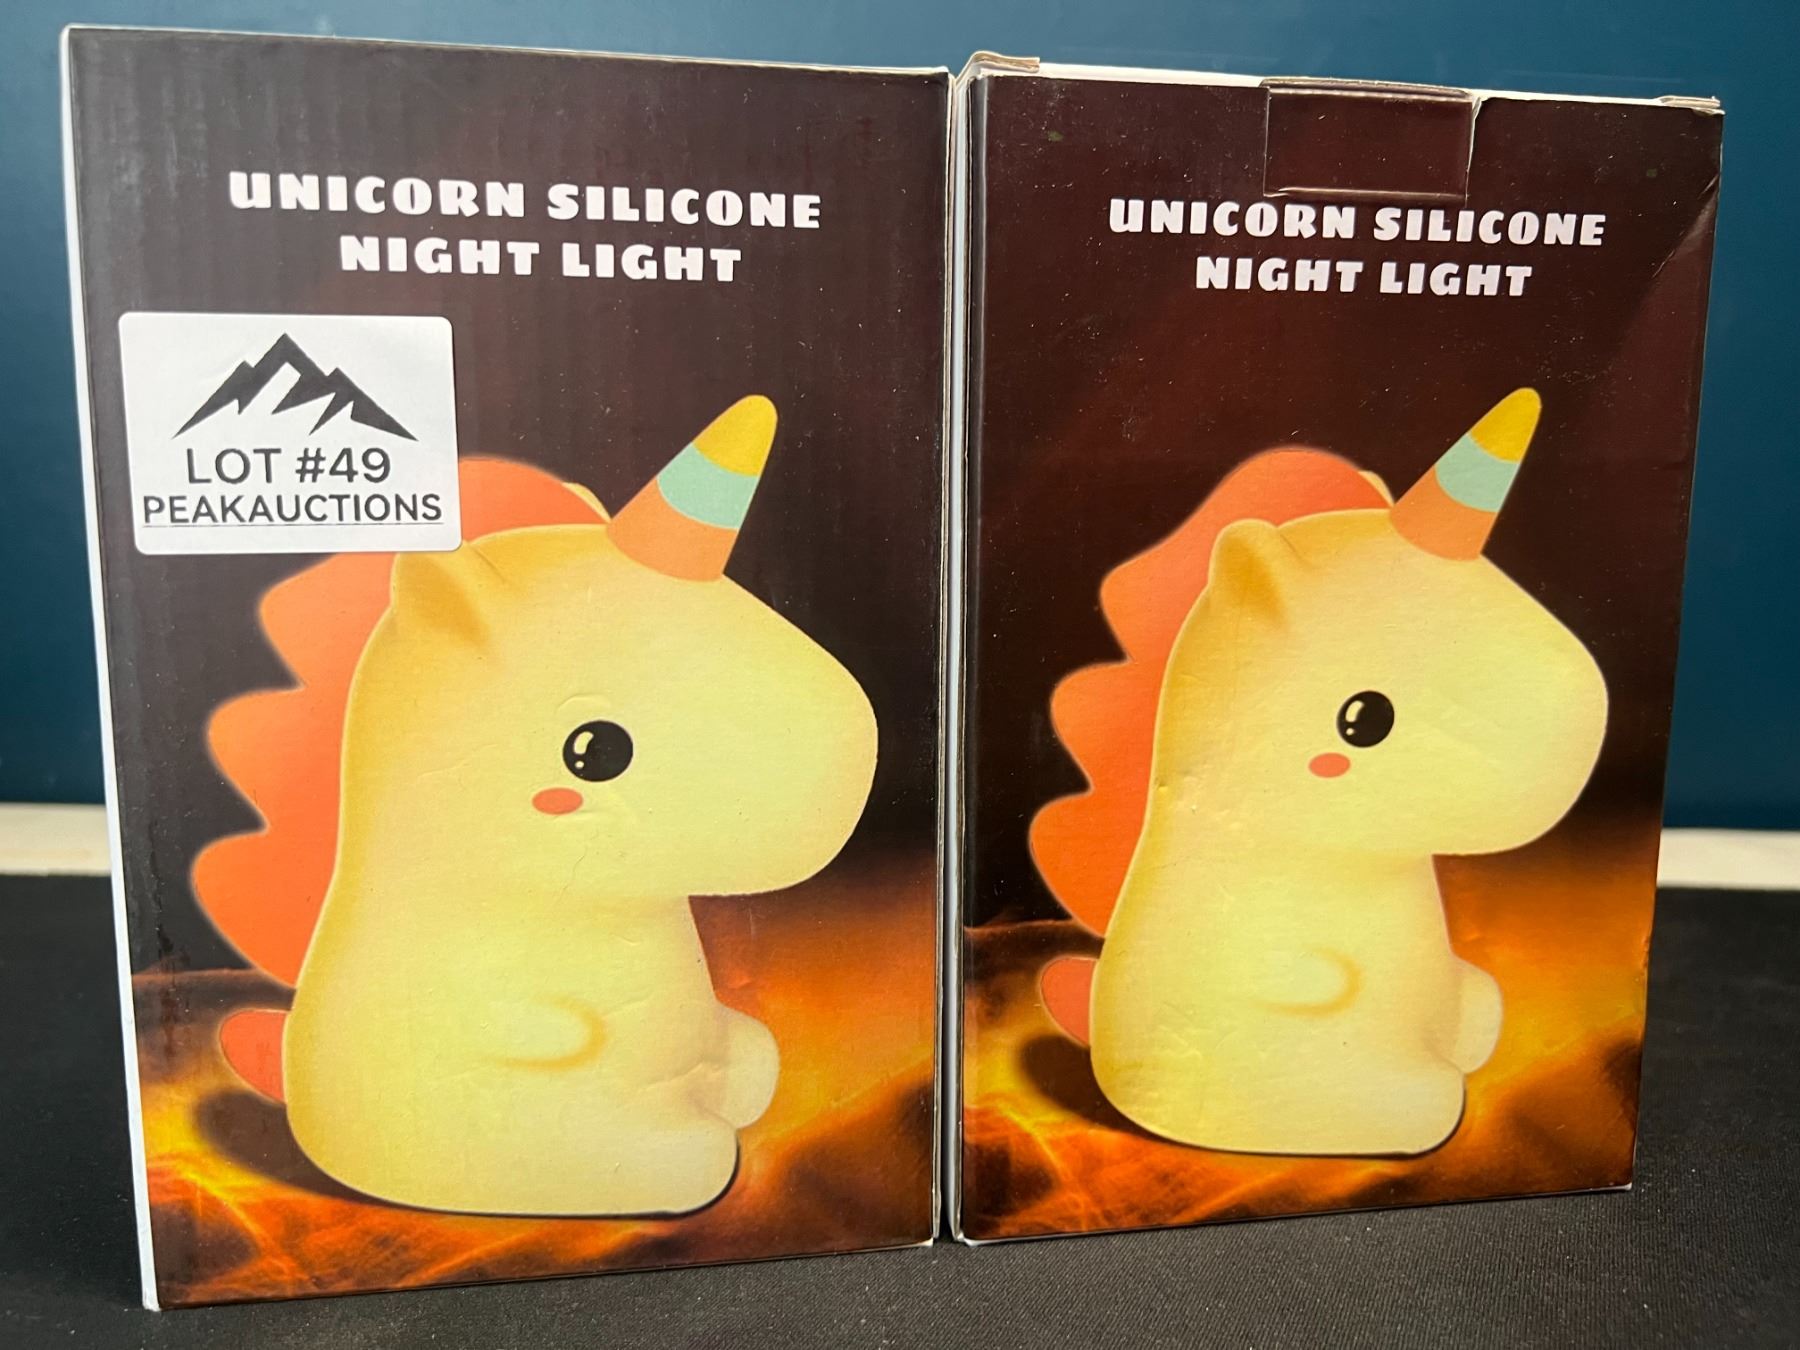 UNICORN SILICONE
NIGHT LIGHT
LOT #49
PEAKAUCTIONS
UNICORN SILICONE
NIGHT LIGHT